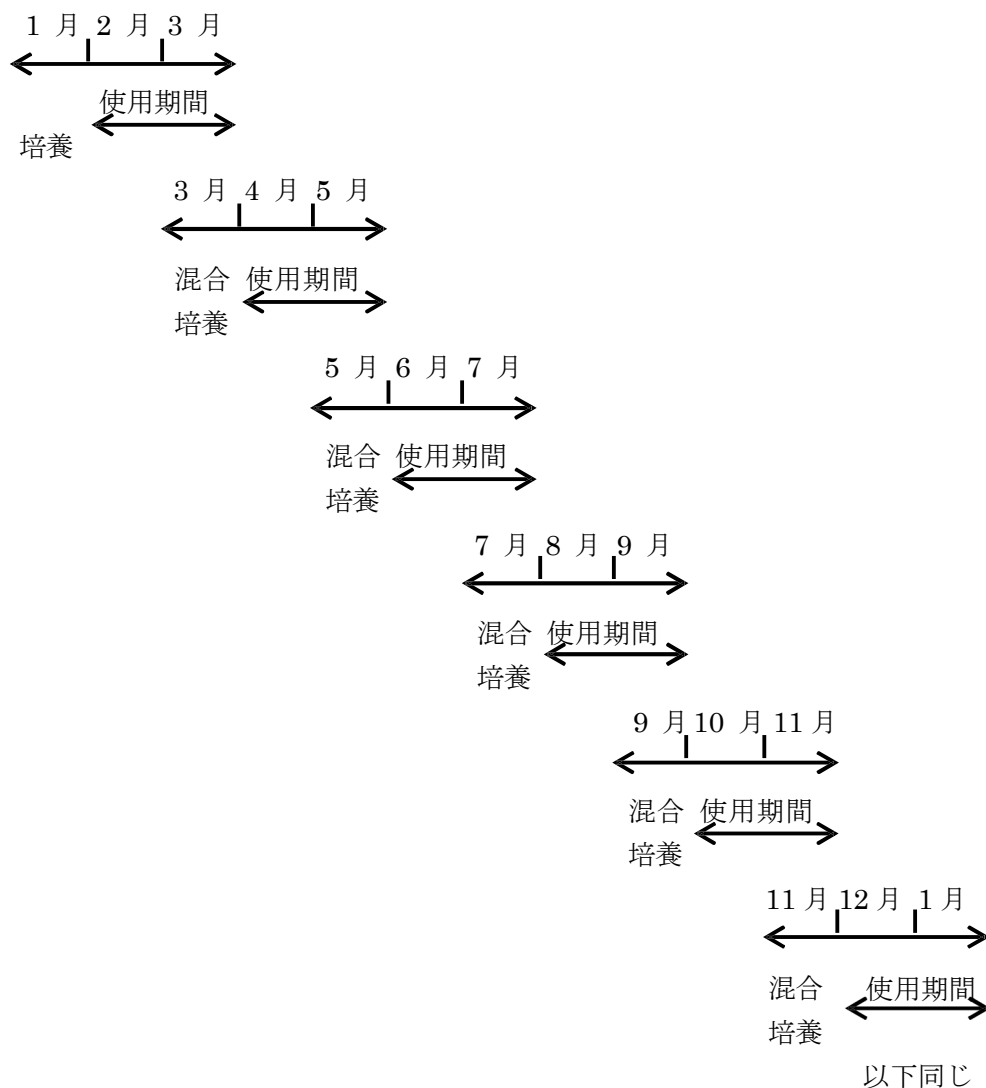 1 月 2 月 3 月
使用期間
培養
3 月 4 月 5 月
混合 使用期間
培養
5 月 6 月 7 月
混合 使用期間
培養
7 月 8 月 9 月
混合 使用期間
培養
9 月 10 月 11 月
混合 使用期間
培養
11 月 12 月 1 月
混合 使用期間
培養
以下同じ